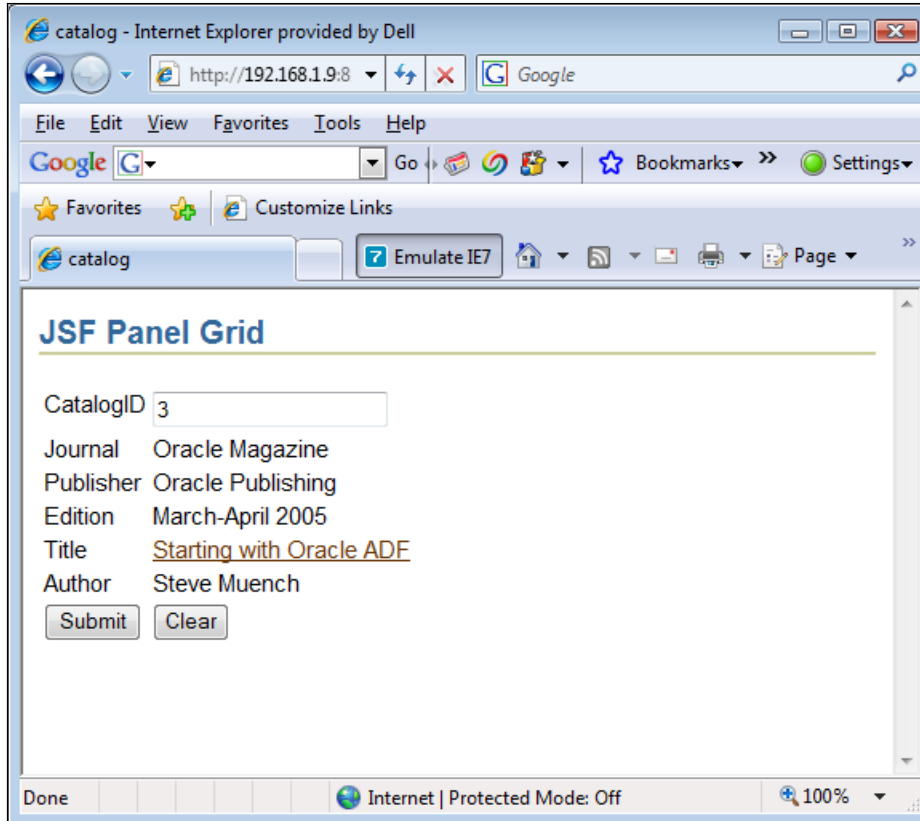 catalog - Internet Explorer provided by Dell
http://192.168.1.9:8 G Google
File Edit View Favorites Tools Help
Google G Go Bookmarks >> Settings
Favorites Customize Links
catalog 7 Emulate IE7 Page >>
JSF Panel Grid
CatalogID 3
Journal Oracle Magazine
Publisher Oracle Publishing
Edition March-April 2005
Title Starting with Oracle ADF
Author Steve Muench
Submit Clear
Done Internet | Protected Mode: Off 100%